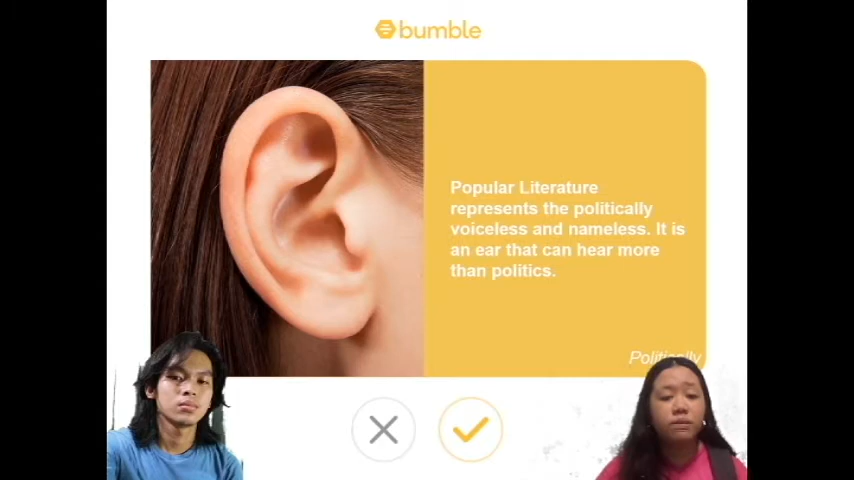 bumble
Popular Literature
represents the politically
voiceless and nameless. It is
an ear that can hear more
than politics.
Politically